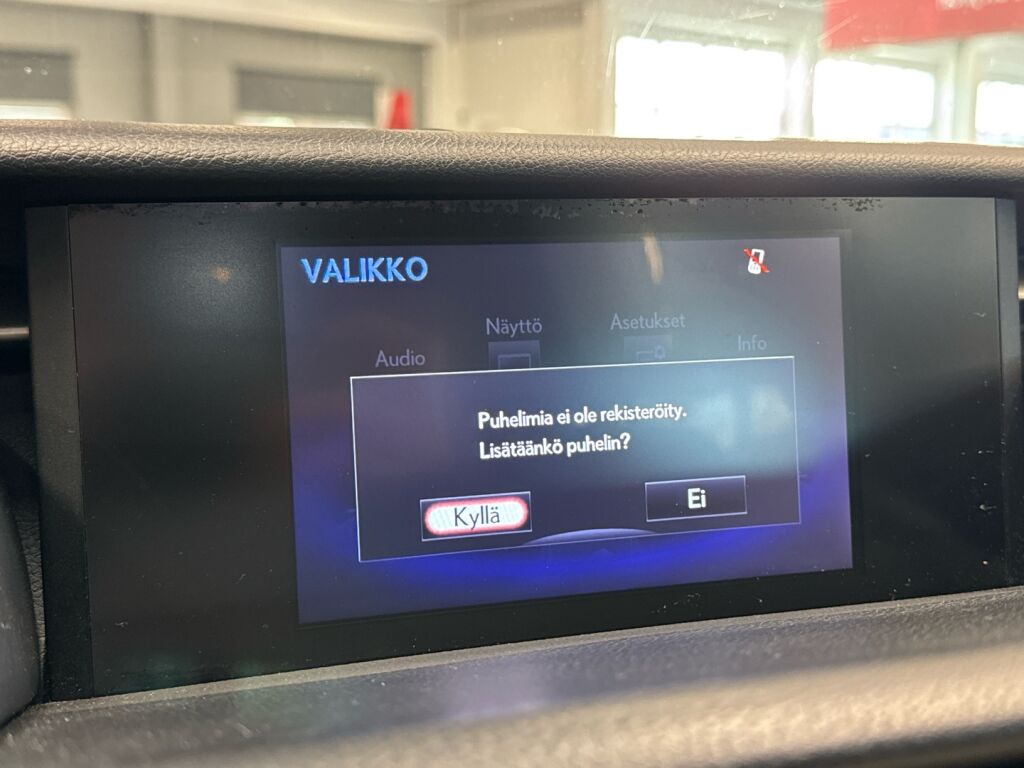 VALIKKO
Näyttö
Asetukset
Audio
Info
Puhelimia ei ole rekisteröity.
Lisätäänkö puhelin?
Kyllä
Ei